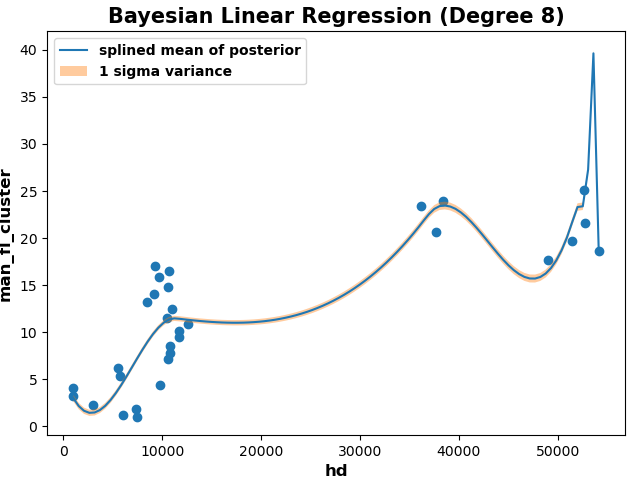 Bayesian Linear Regression (Degree 8)
splined mean of posterior
1 sigma variance
40
35
30
25
20
15
10
5
0
man_fl_cluster
0 10000 20000 30000 40000 50000
hd